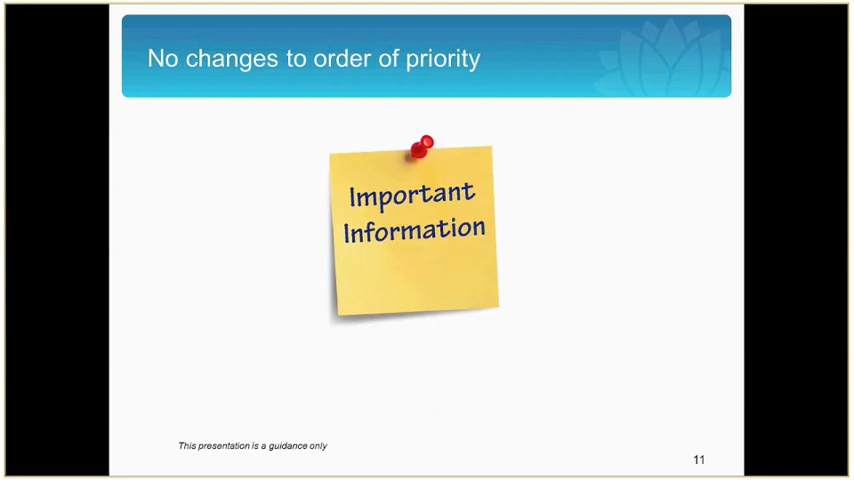 No changes to order of priority
Important
Information
This presentation is a guidance only
11